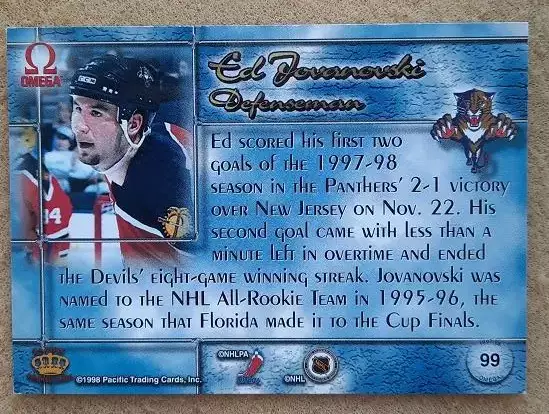 OMEGA
CCM
Ed Jovanovski
Defenseman
Ed scored his first two
goals of the 1997-98
season in the Panthers' 2-1 victory
over New Jersey on Nov. 22. His
second goal came with less than a
minute left in overtime and ended
the Devils' eight-game winning streak. Jovanovski was
named to the NHL All-Rookie Team in 1995-96, the
same season that Florida made it to the Cup Finals.
34
©1998 Pacific Trading Cards, Inc.
©NHLPA
©NHL
99